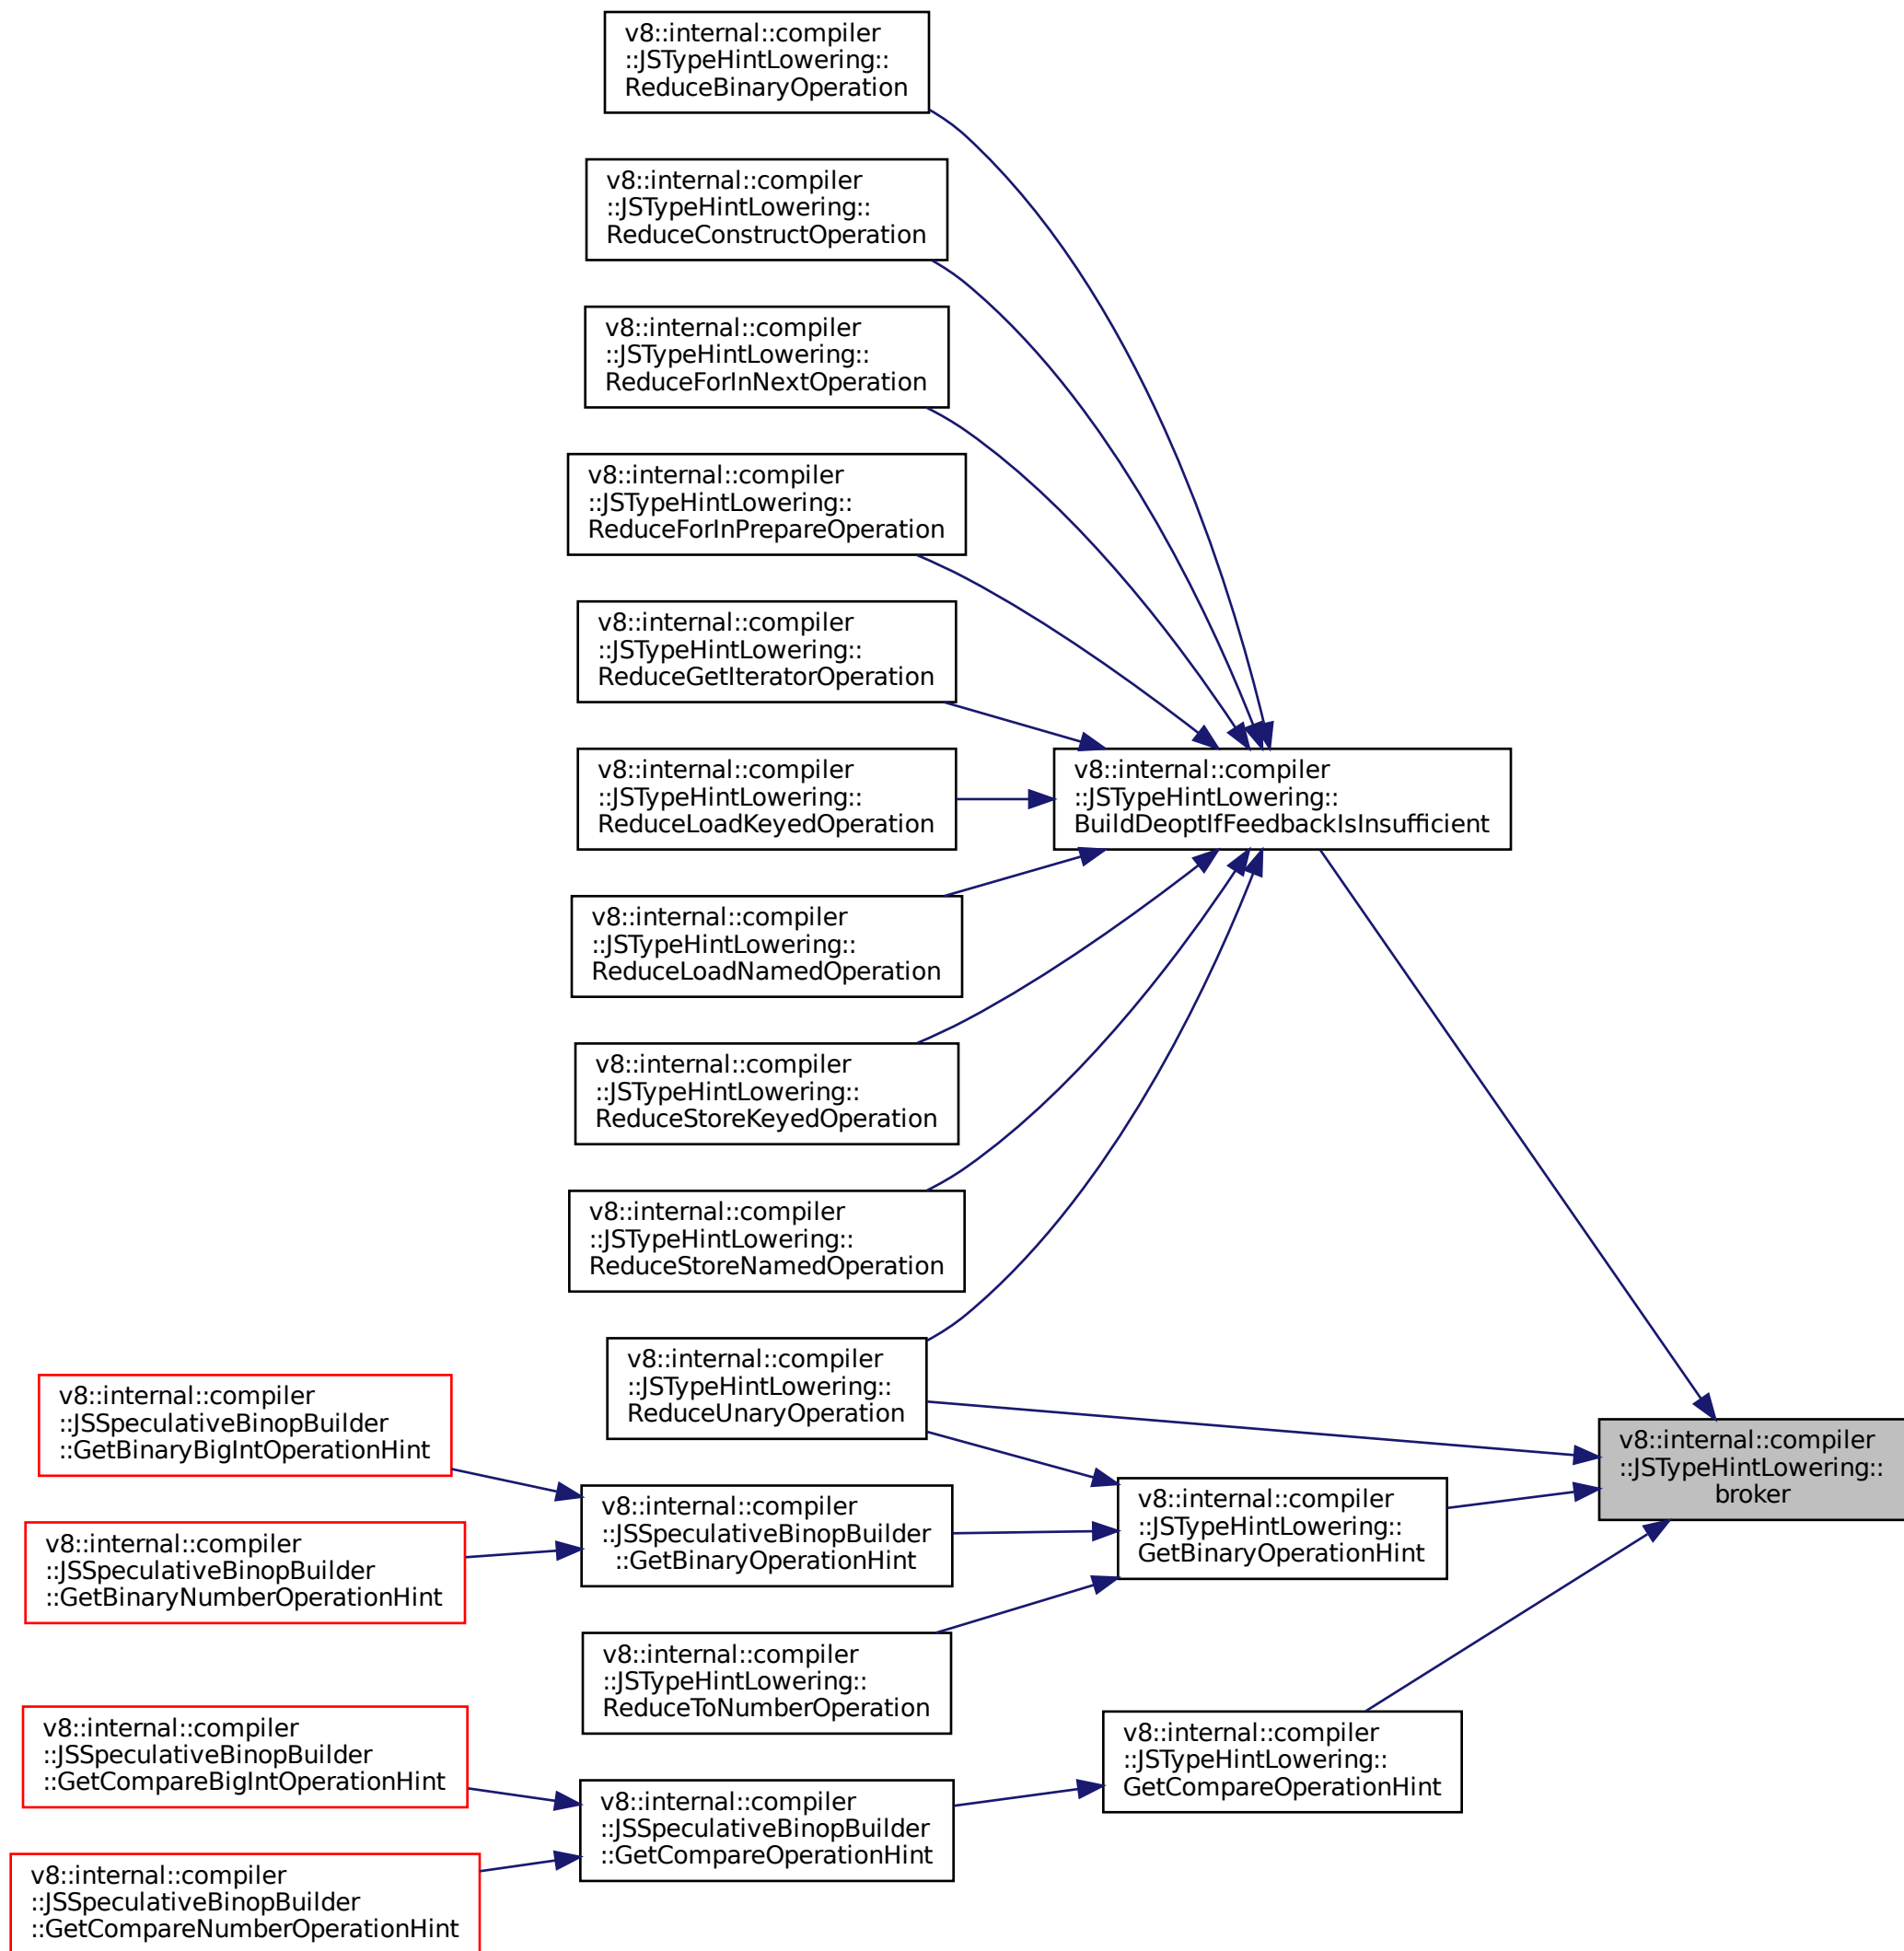 v8::internal::compiler
::JSTypeHintLowering::
ReduceBinaryOperation
v8::internal::compiler
::JSTypeHintLowering::
ReduceConstructOperation
v8::internal::compiler
::JSTypeHintLowering::
ReduceForInNextOperation
v8::internal::compiler
::JSTypeHintLowering::
ReduceForInPrepareOperation
v8::internal::compiler
::JSTypeHintLowering::
ReduceGetIteratorOperation
v8::internal::compiler
::JSTypeHintLowering::
ReduceLoadKeyedOperation
v8::internal::compiler
::JSTypeHintLowering::
BuildDeoptIfFeedbackIsInsufficient
v8::internal::compiler
::JSTypeHintLowering::
ReduceLoadNamedOperation
v8::internal::compiler
::JSTypeHintLowering::
ReduceStoreKeyedOperation
v8::internal::compiler
::JSTypeHintLowering::
ReduceStoreNamedOperation
v8::internal::compiler
::JSTypeHintLowering::
ReduceUnaryOperation
v8::internal::compiler
::JSSpeculativeBinopBuilder
::GetBinaryBigIntOperationHint
v8::internal::compiler
::JSTypeHintLowering::
broker
v8::internal::compiler
::JSSpeculativeBinopBuilder
::GetBinaryOperationHint
v8::internal::compiler
::JSTypeHintLowering::
GetBinaryOperationHint
v8::internal::compiler
::JSSpeculativeBinopBuilder
::GetBinaryNumberOperationHint
v8::internal::compiler
::JSTypeHintLowering::
ReduceToNumberOperation
v8::internal::compiler
::JSSpeculativeBinopBuilder
::GetCompareBigIntOperationHint
v8::internal::compiler
::JSTypeHintLowering::
GetCompareOperationHint
v8::internal::compiler
::JSSpeculativeBinopBuilder
::GetCompareOperationHint
v8::internal::compiler
::JSSpeculativeBinopBuilder
::GetCompareNumberOperationHint